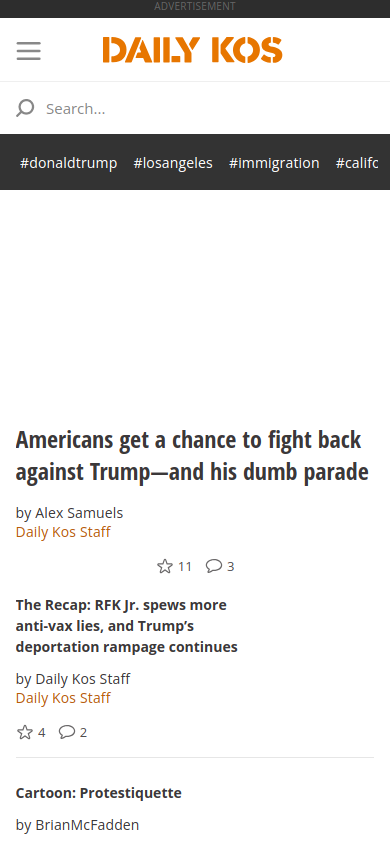 ADVERTISEMENT
DAILY KOS
Search...
#donaldtrump #losangeles #immigration #califc
Americans get a chance to fight back
against Trump—and his dumb parade
by Alex Samuels
Daily Kos Staff
11 3
The Recap: RFK Jr. spews more
anti-vax lies, and Trump’s
deportation rampage continues
by Daily Kos Staff
Daily Kos Staff
4 2
Cartoon: Protestiquette
by BrianMcFadden